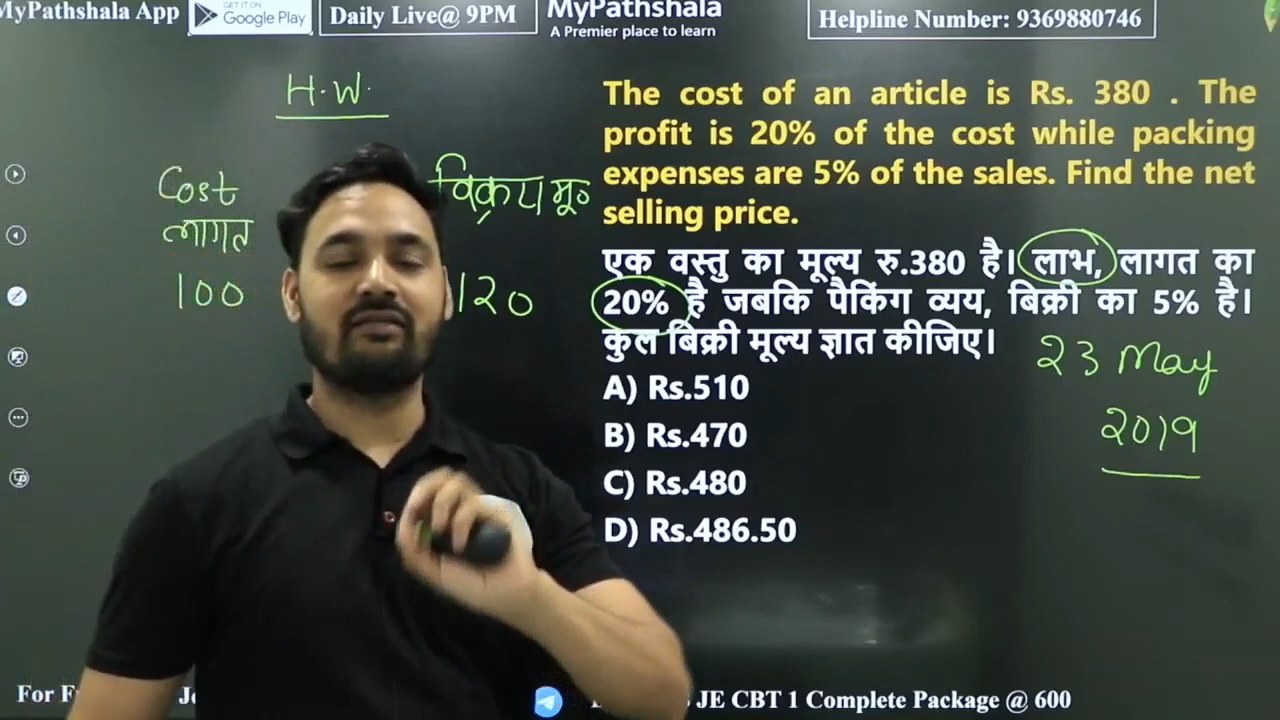 MyPathshala App
GET IT ON
Google Play
Daily Live@ 9PM
MyPathshala
A Premier place to learn
Helpline Number: 9369880746
H.W.
Cost
लागत
100
विक्रय मू०
120
The cost of an article is Rs. 380 . The
profit is 20% of the cost while packing
expenses are 5% of the sales. Find the net
selling price.
एक वस्तु का मूल्य रु.380 है। लाभ, लागत का
20% है जबकि पैकिंग व्यय, बिक्री का 5% है।
कुल बिक्री मूल्य ज्ञात कीजिए।
23 May
2019
A) Rs.510
B) Rs.470
C) Rs.480
D) Rs.486.50
For
JE CBT 1 Complete Package @ 600